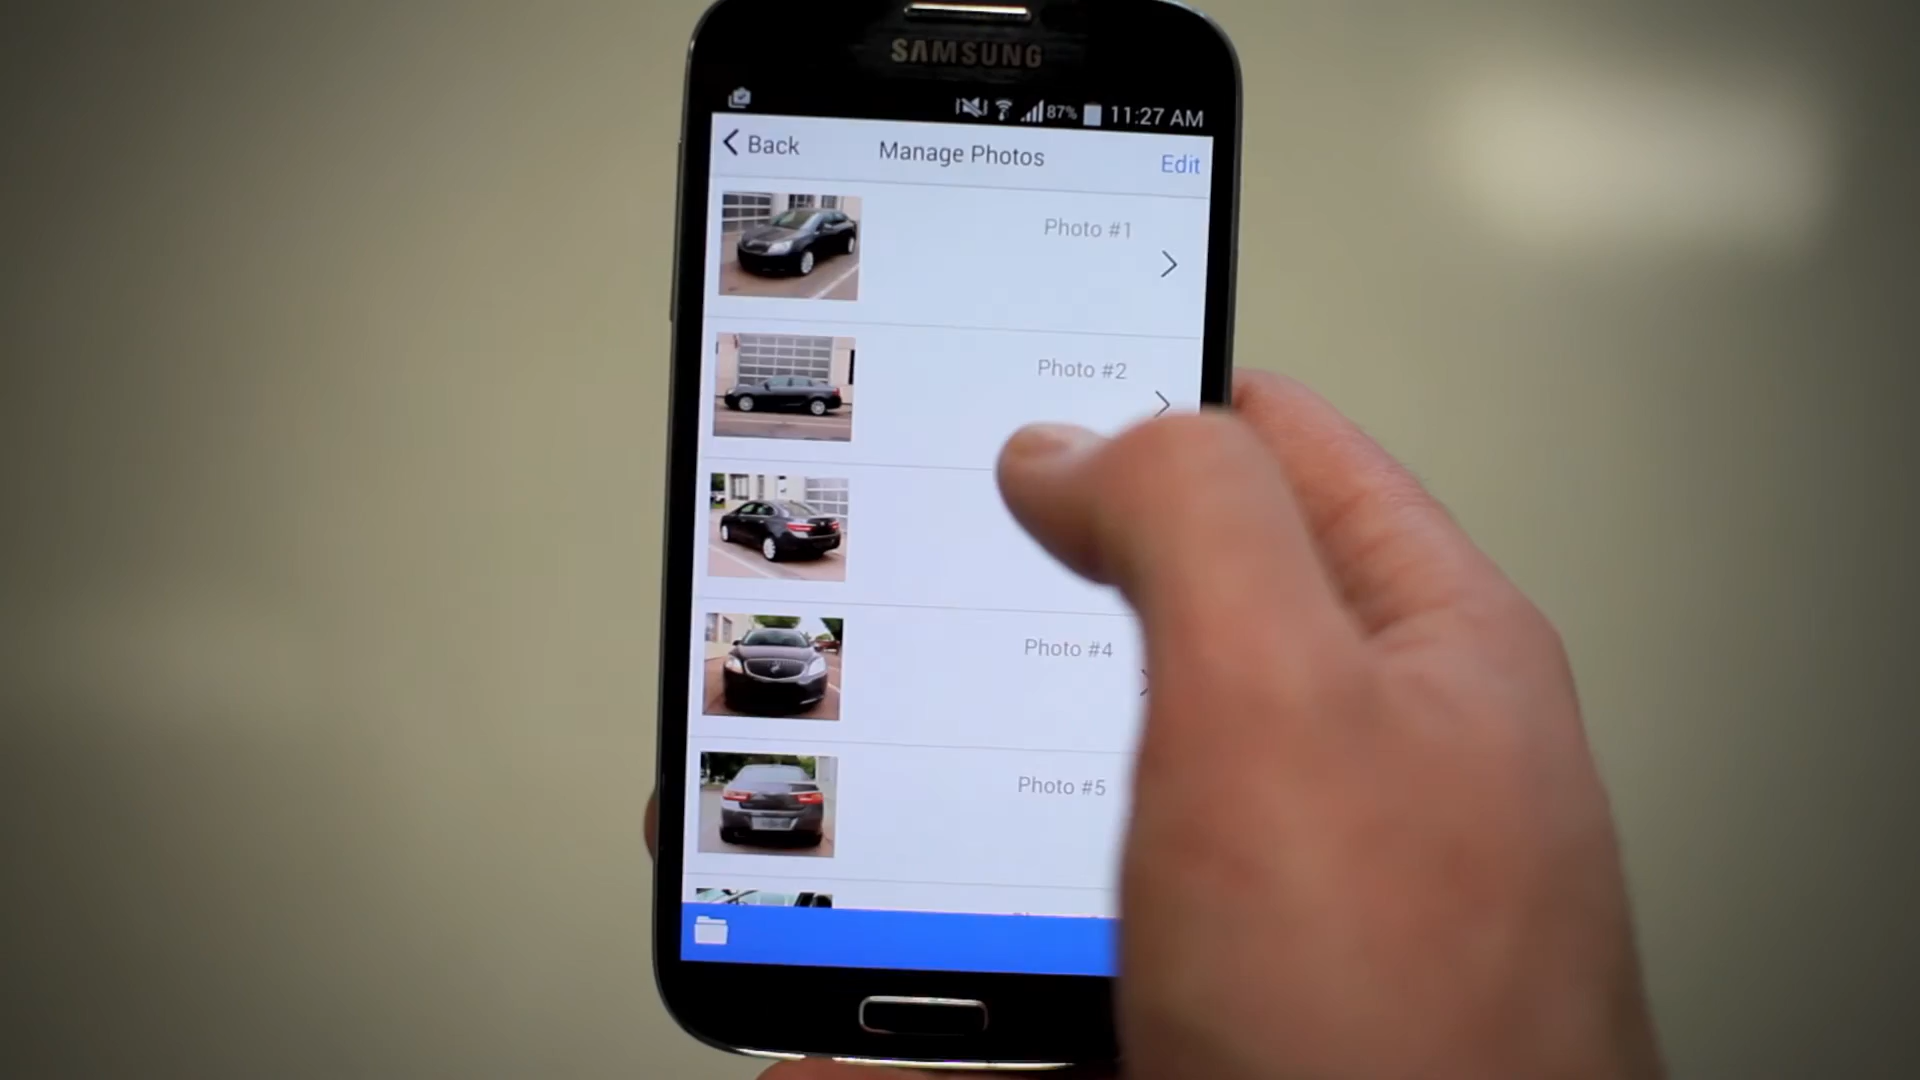 SAMSUNG
87% 11:27 AM
Back Manage Photos Edit
Photo #1
Photo #2
Photo #4
Photo #5